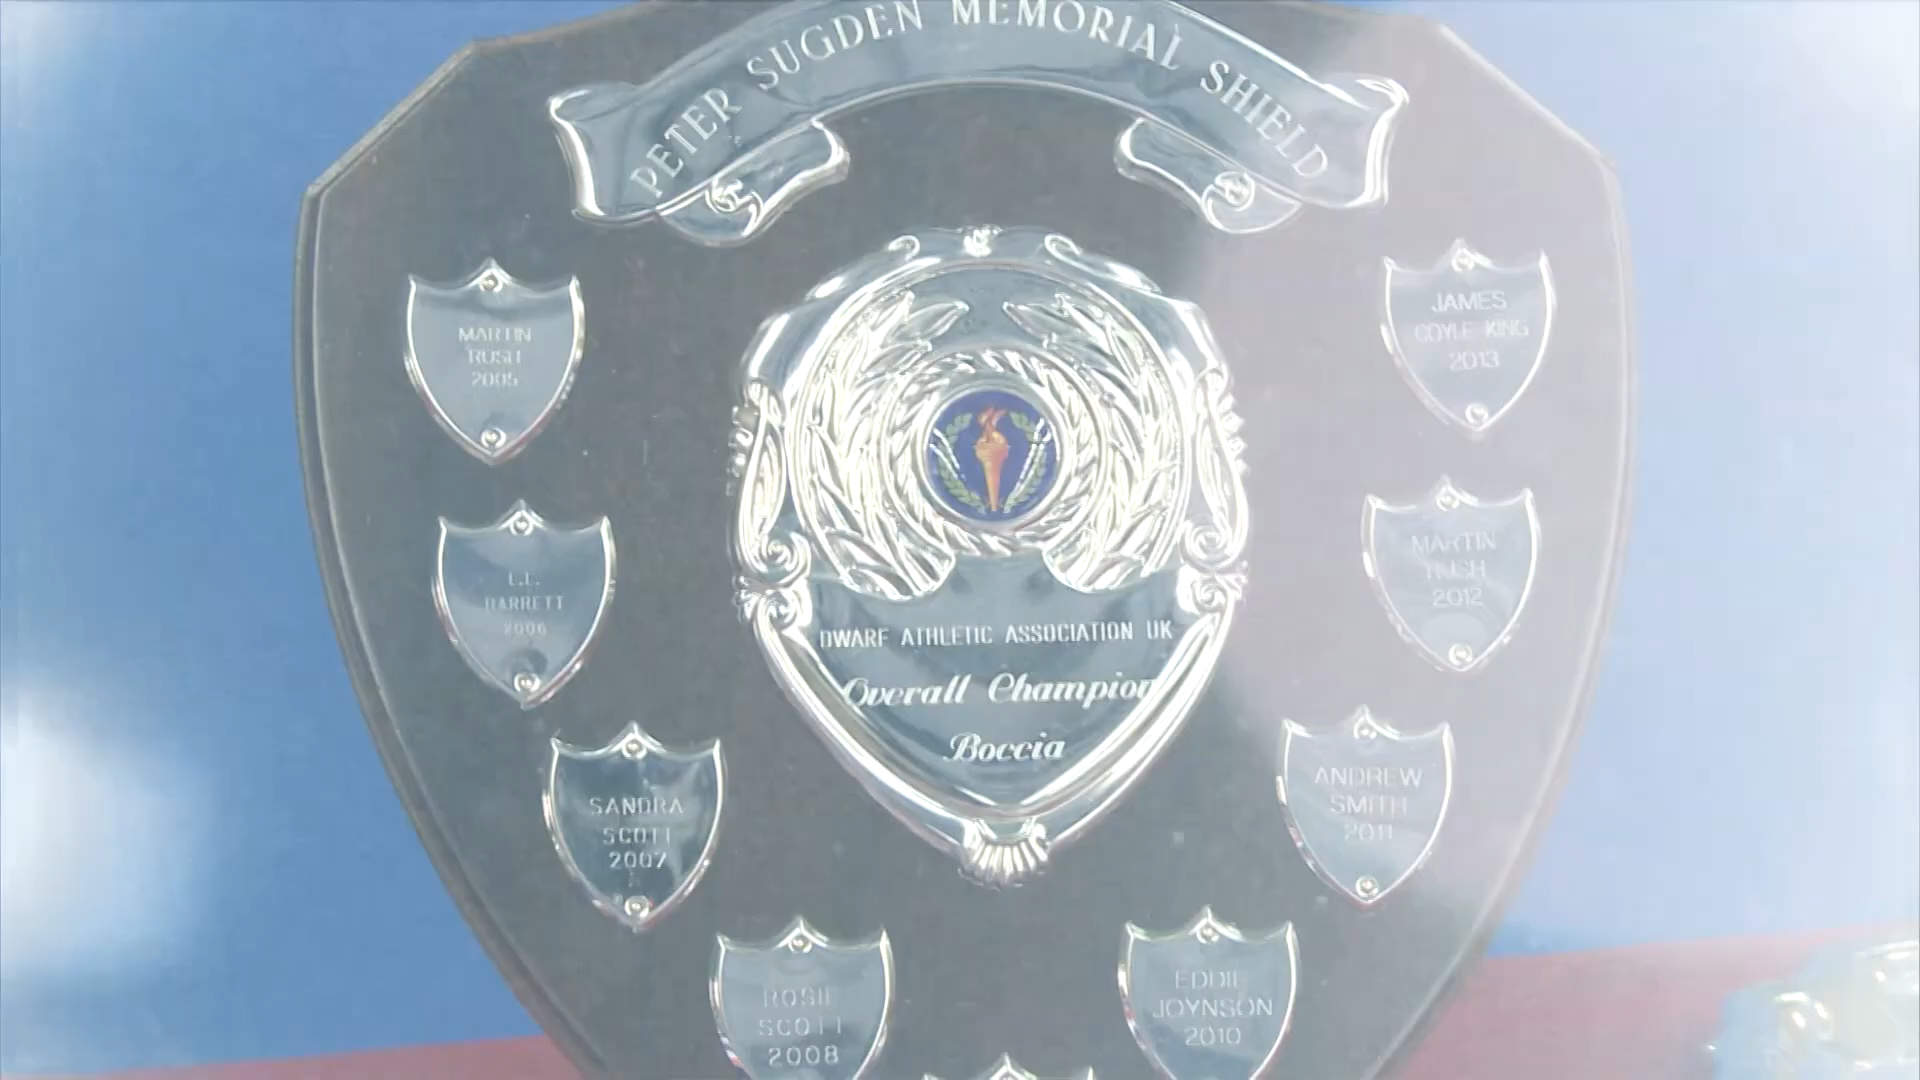 PETER SUGDEN MEMORIAL SHIELD
MARTIN
RUSH
2005
JAMES
COYLE KING
2013
L.L.
BARRETT
2006
MARTIN
RUSH
2012
DWARF ATHLETIC ASSOCIATION UK
Overall Champion
Boccia
SANDRA
SCOTT
2007
ANDREW
SMITH
2011
ROSIE
SCOTT
2008
EDDIE
JOYNSON
2010